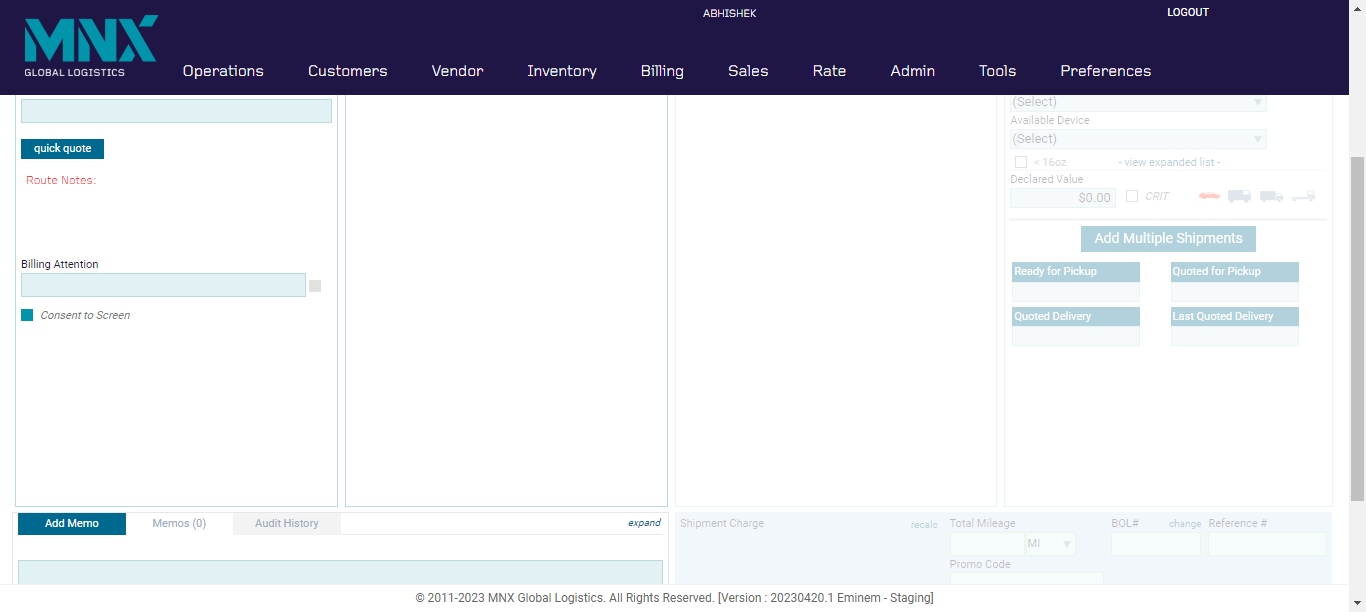 ABHISHEK
LOGOUT
MNX
GLOBAL LOGISTICS
Operations
Customers
Vendor
Inventory
Billing
Sales
Rate
Admin
Tools
Preferences
quick quote
Route Notes:
Billing Attention
Consent to Screen
(Select)
Available Device
(Select)
< 16oz
- view expanded list -
Declared Value
$0.00
CRIT
Add Multiple Shipments
Ready for Pickup
Quoted for Pickup
Quoted Delivery
Last Quoted Delivery
Add Memo
Memos (0)
Audit History
expand
Shipment Charge
recalc
Total Mileage
MI
BOL#
change
Reference #
Promo Code
© 2011-2023 MNX Global Logistics. All Rights Reserved. [Version : 20230420.1 Eminem - Staging]